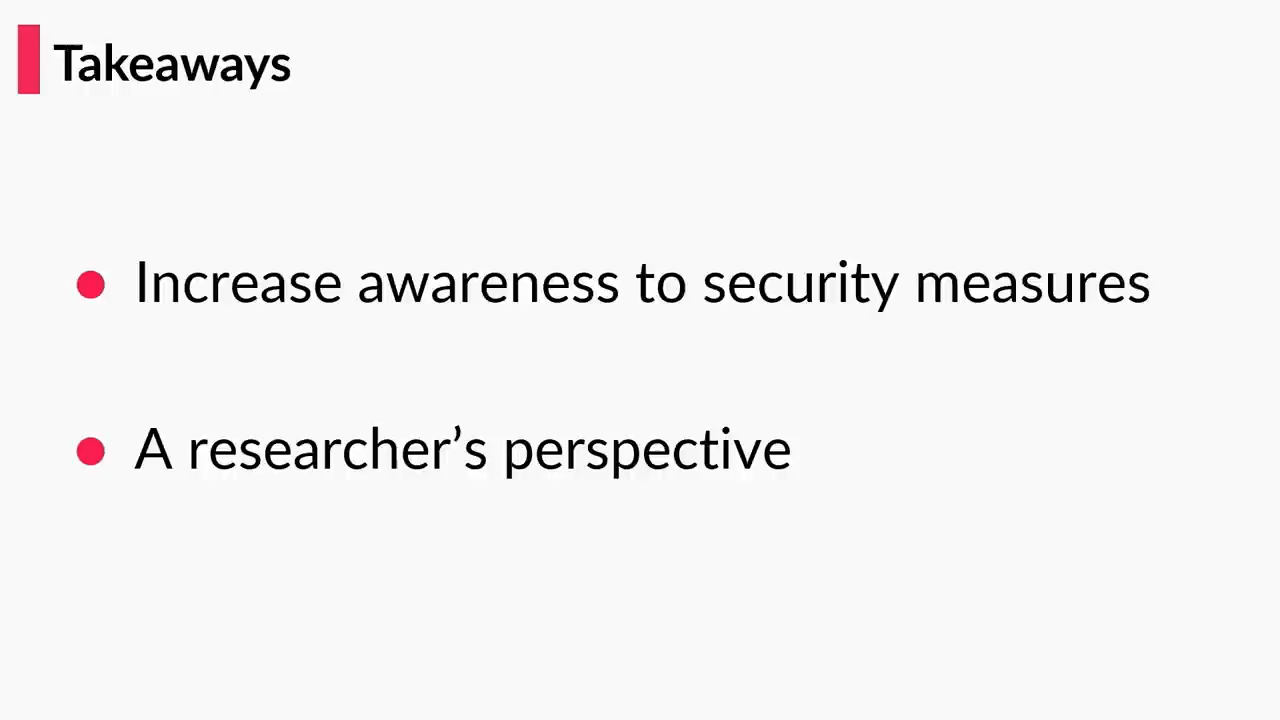 Takeaways
Increase awareness to security measures
A researcher’s perspective